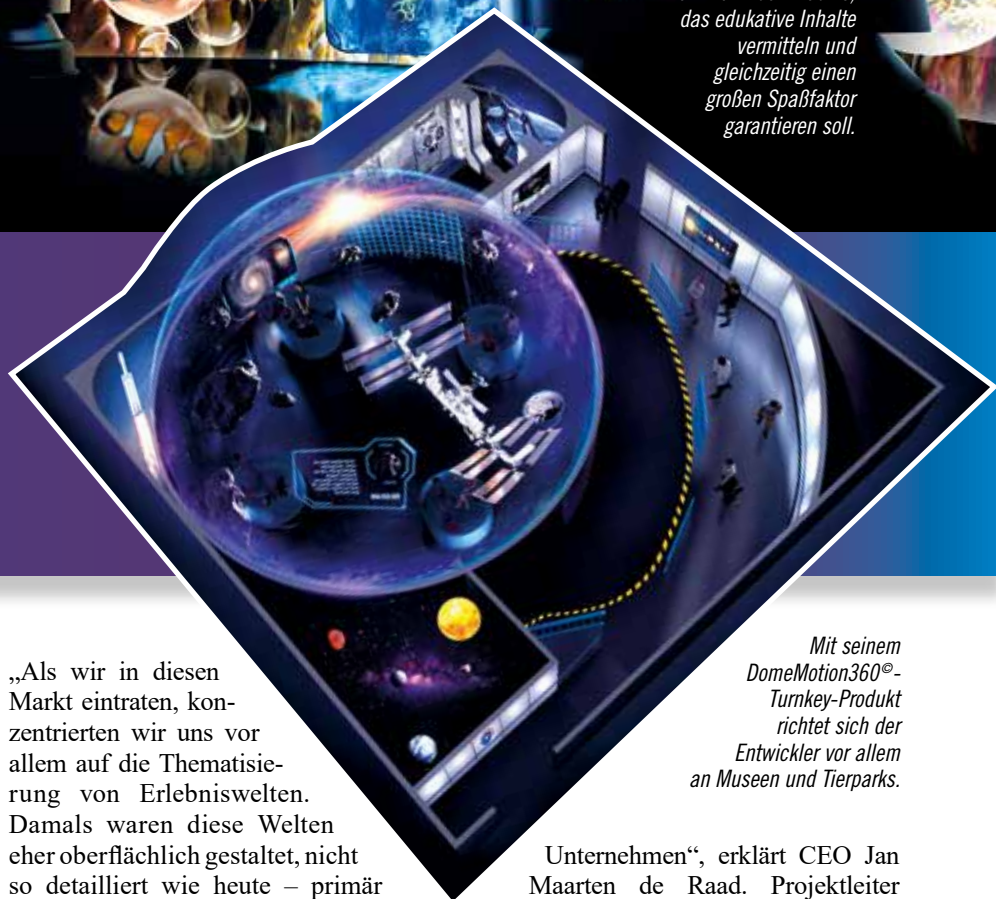 das edukative Inhalte
vermitteln und
gleichzeitig einen
großen Spaßfaktor
garantieren soll.
Mit seinem
DomeMotion360©-
Turnkey-Produkt
richtet sich der
Entwickler vor allem
an Museen und Tierparks.
„Als wir in diesen
Markt eintraten, kon-
zentrierten wir uns vor
allem auf die Thematisie-
rung von Erlebniswelten.
Damals waren diese Welten
eher oberflächlich gestaltet, nicht
so detailliert wie heute – primär
Unternehmen“, erklärt CEO Jan
Maarten de Raad. Projektleiter